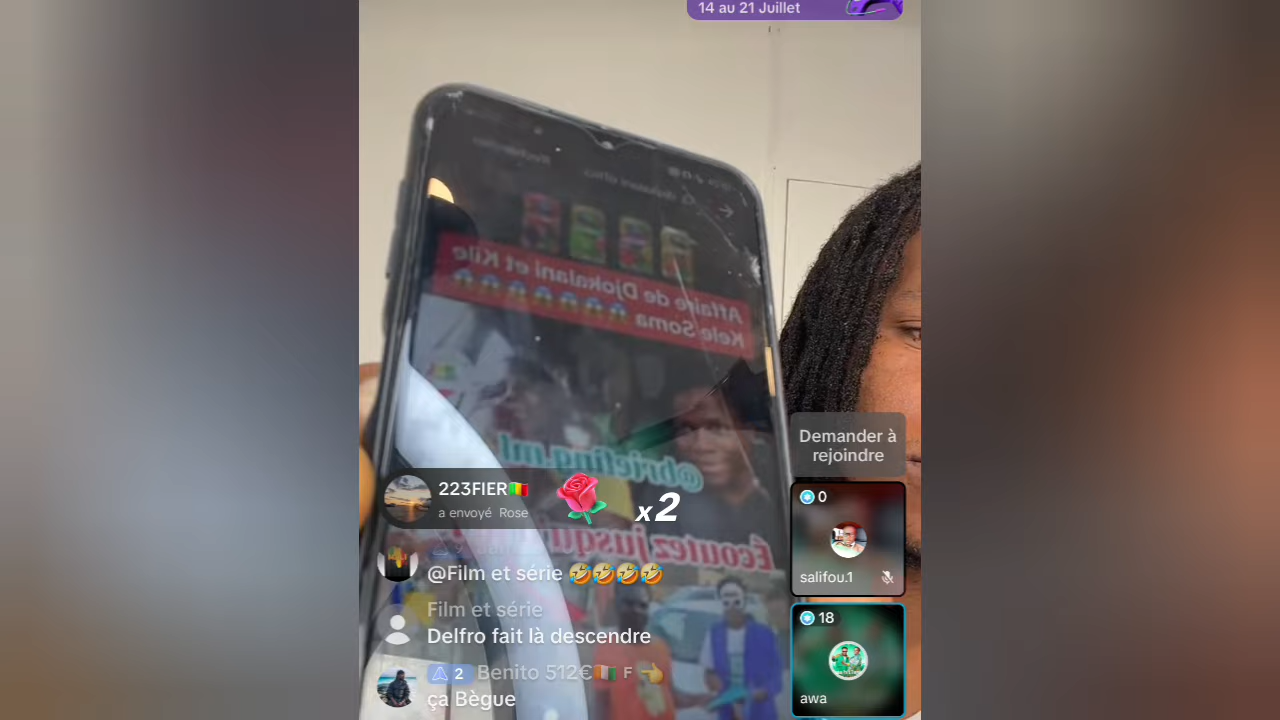 14 au 21 Juillet
Affaire de Djokalani et Kile
Kele Soma 😱😱😱😱😱😱😱
@briefing.ml
Écoutez jusqu'
Demander à
rejoindre
223FIER🇲🇱
a envoyé Rose
x2
@Film et série 🤣🤣🤣🤣
Film et série
Delfro fait là descendre
2 Benito 512€🇨🇮 F 👈
ça Bègue
0
salifou.1
18
awa